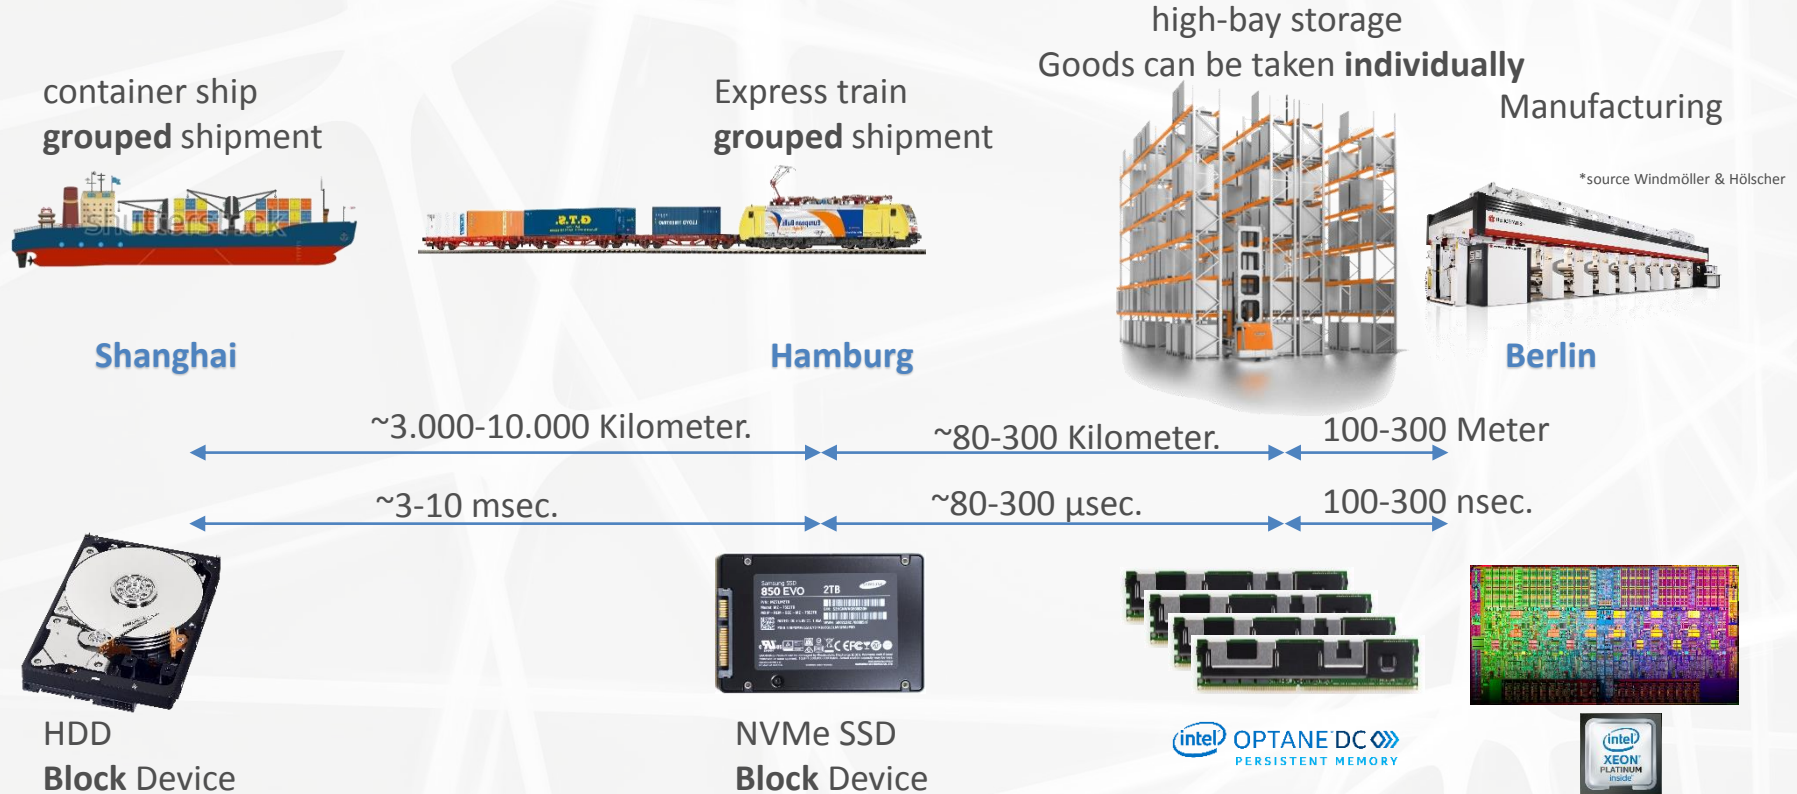 high-bay storage
Goods can be taken individually
container ship
grouped shipment
Express train
grouped shipment
Manufacturing
*source Windmöller & Hölscher
shutterstock
G.T.S.
Shanghai
Hamburg
Berlin
~3.000-10.000 Kilometer.
~80-300 Kilometer.
100-300 Meter
~3-10 msec.
~80-300 µsec.
100-300 nsec.
Samsung SSD
850 EVO
2TB
SAMSUNG
HDD
Block Device
NVMe SSD
Block Device
intel OPTANE DC
PERSISTENT MEMORY
intel
XEON
PLATINUM
inside